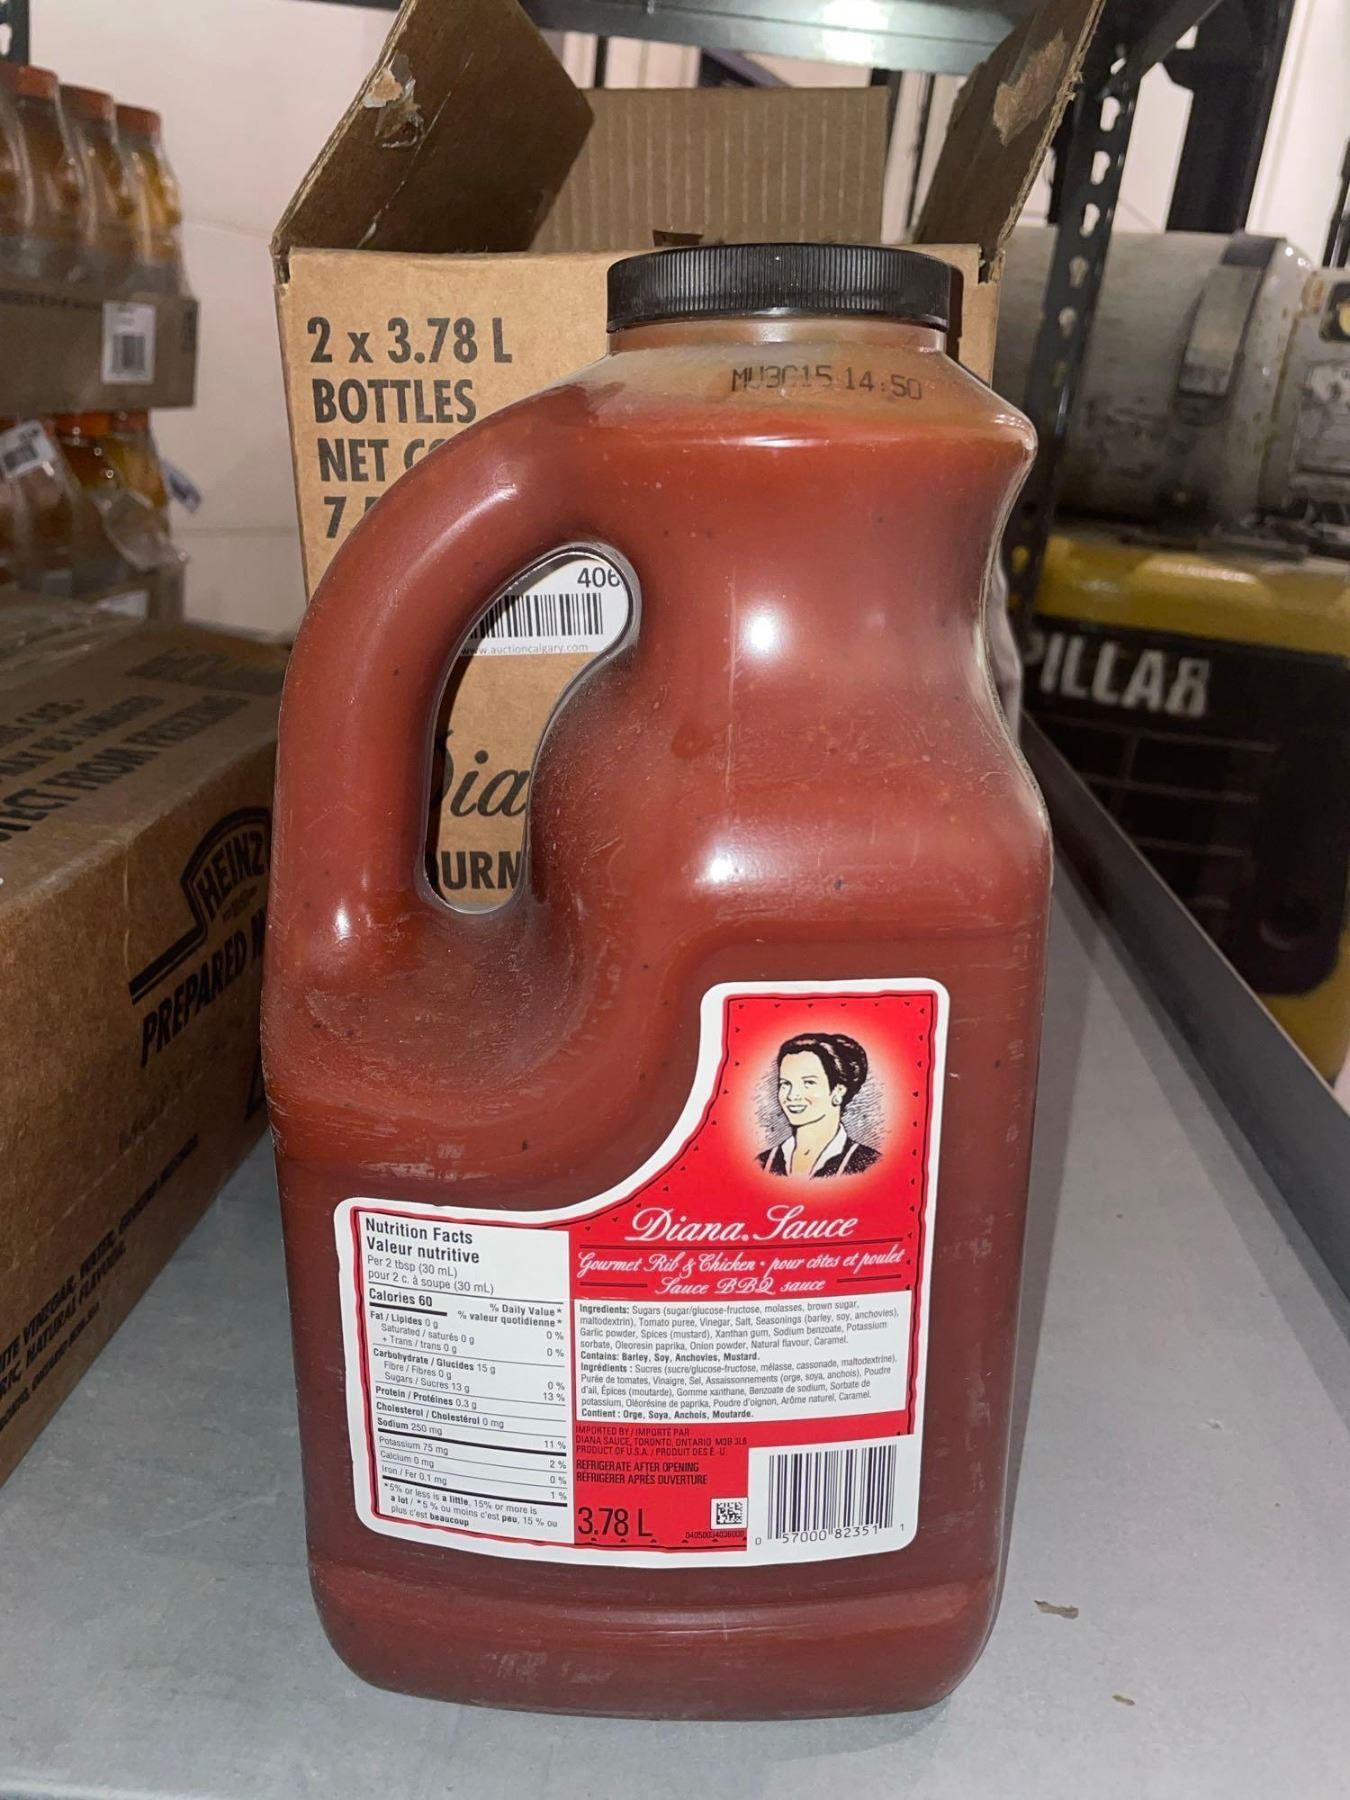 2 x 3.78 L
BOTTLES
NET
7.
MU3C15 14:50
406
www.auctioncalgary.com
Dia
OURN
PILLAR
HEINZ
PREPARED M
PROTECT FROM FREEZING
Diana. Sauce
Gourmet Rib & Chicken • pour côtes et poulet
Sauce BBQ sauce
Nutrition Facts
Valeur nutritive
Per 2 tbsp (30 mL)
pour 2 c. à soupe (30 mL)
Calories 60
% Daily Value*
% valeur quotidienne*
Fat / Lipides 0 g 0 %
Saturated / saturés 0 g
+ Trans / trans 0 g 0 %
Carbohydrate / Glucides 15 g
Fibre / Fibres 0 g 0 %
Sugars / Sucres 13 g 13 %
Protein / Protéines 0.3 g
Cholesterol / Cholestérol 0 mg
Sodium 250 mg 11 %
Potassium 75 mg 2 %
Calcium 0 mg 0 %
Iron / Fer 0.1 mg 1 %
*5% or less is a little, 15% or more is
a lot / *5 % ou moins c'est peu, 15 % ou
plus c'est beaucoup
Ingredients: Sugars (sugar/glucose-fructose, molasses, brown sugar,
maltodextrin), Tomato puree, Vinegar, Salt, Seasonings (barley, soy, anchovies),
Garlic powder, Spices (mustard), Xanthan gum, Sodium benzoate, Potassium
sorbate, Oleoresin paprika, Onion powder, Natural flavour, Caramel.
Contains: Barley, Soy, Anchovies, Mustard.
Ingrédients : Sucres (sucre/glucose-fructose, mélasse, cassonade, maltodextrine),
Purée de tomates, Vinaigre, Sel, Assaisonnements (orge, soya, anchois), Poudre
d'ail, Épices (moutarde), Gomme xanthane, Benzoate de sodium, Sorbate de
potassium, Oléorésine de paprika, Poudre d'oignon, Arôme naturel, Caramel.
Contient : Orge, Soya, Anchois, Moutarde.
IMPORTED BY / IMPORTÉ PAR
DIANA SAUCE, TORONTO, ONTARIO M3B 3L6
PRODUCT OF U.S.A. / PRODUIT DES É.-U.
REFRIGERATE AFTER OPENING
RÉFRIGÉRER APRÈS OUVERTURE
3.78 L
04050034036000
0 57000 82351 1